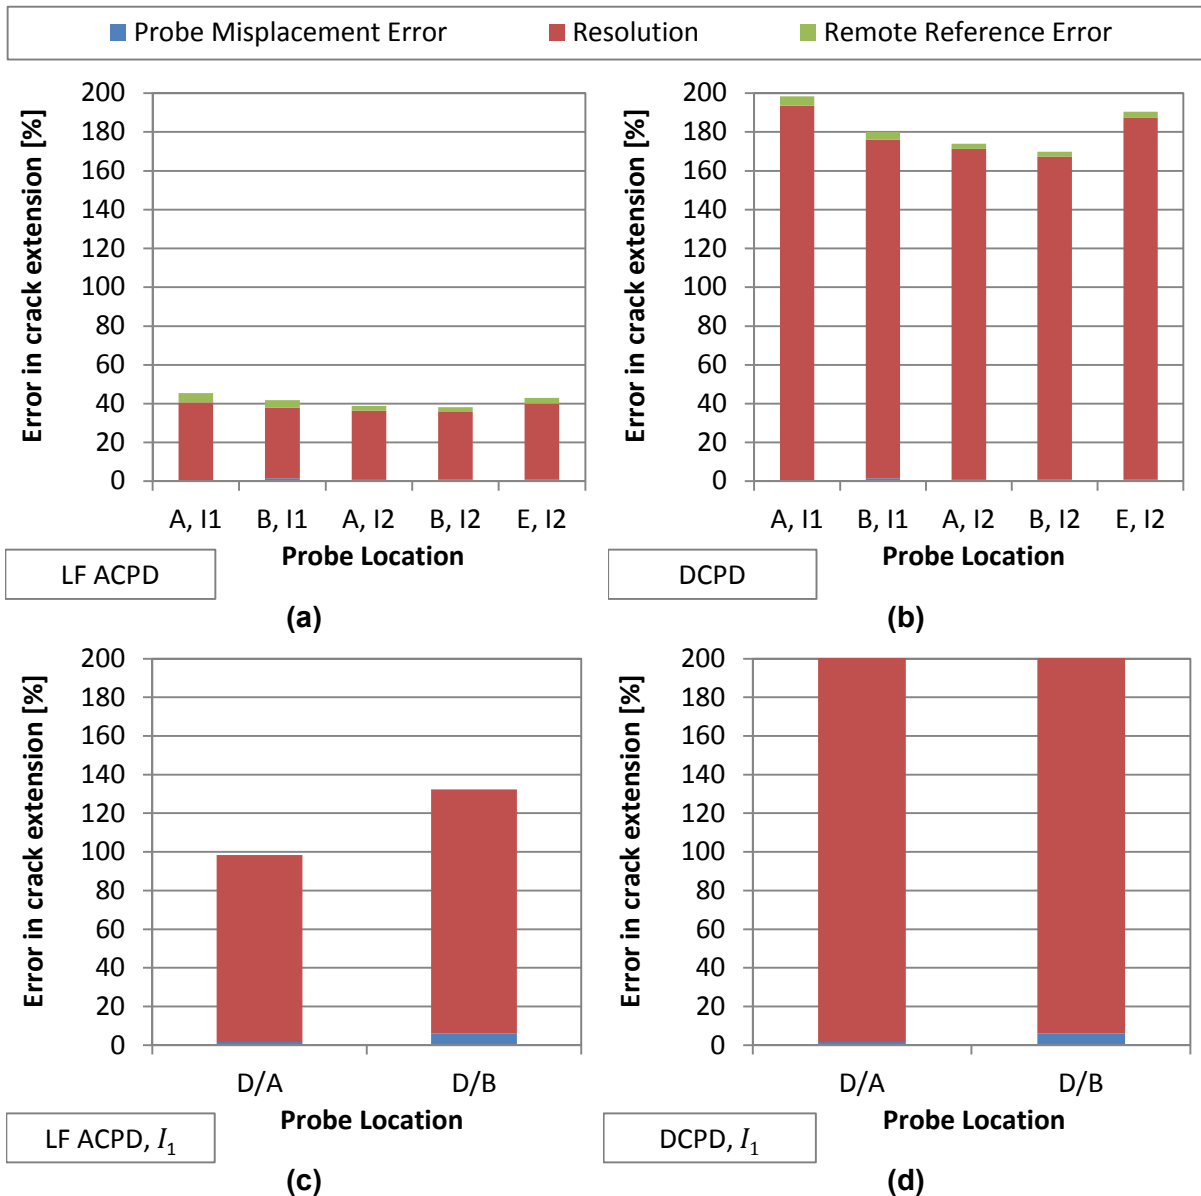 Probe Misplacement Error Resolution Remote Reference Error
Error in crack extension [%]
200
180
160
140
120
100
80
60
40
20
0
A, I1 B, I1 A, I2 B, I2 E, I2
Probe Location
LF ACPD
(a)
Error in crack extension [%]
200
180
160
140
120
100
80
60
40
20
0
A, I1 B, I1 A, I2 B, I2 E, I2
Probe Location
DCPD
(b)
Error in crack extension [%]
200
180
160
140
120
100
80
60
40
20
0
D/A D/B
Probe Location
LF ACPD, I₁
(c)
Error in crack extension [%]
200
180
160
140
120
100
80
60
40
20
0
D/A D/B
Probe Location
DCPD, I₁
(d)